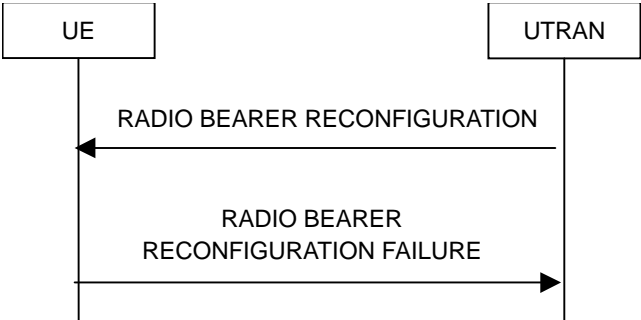 UE
UTRAN
RADIO BEARER RECONFIGURATION
RADIO BEARER
RECONFIGURATION FAILURE